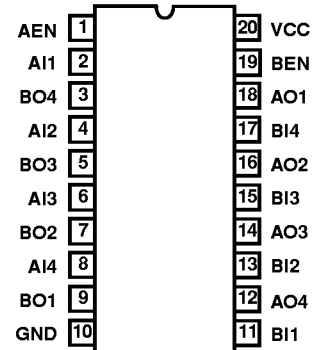 AEN 1 20 VCC
AI1 2 19 BEN
BO4 3 18 AO1
AI2 4 17 BI4
BO3 5 16 AO2
AI3 6 15 BI3
BO2 7 14 AO3
AI4 8 13 BI2
BO1 9 12 AO4
GND 10 11 BI1